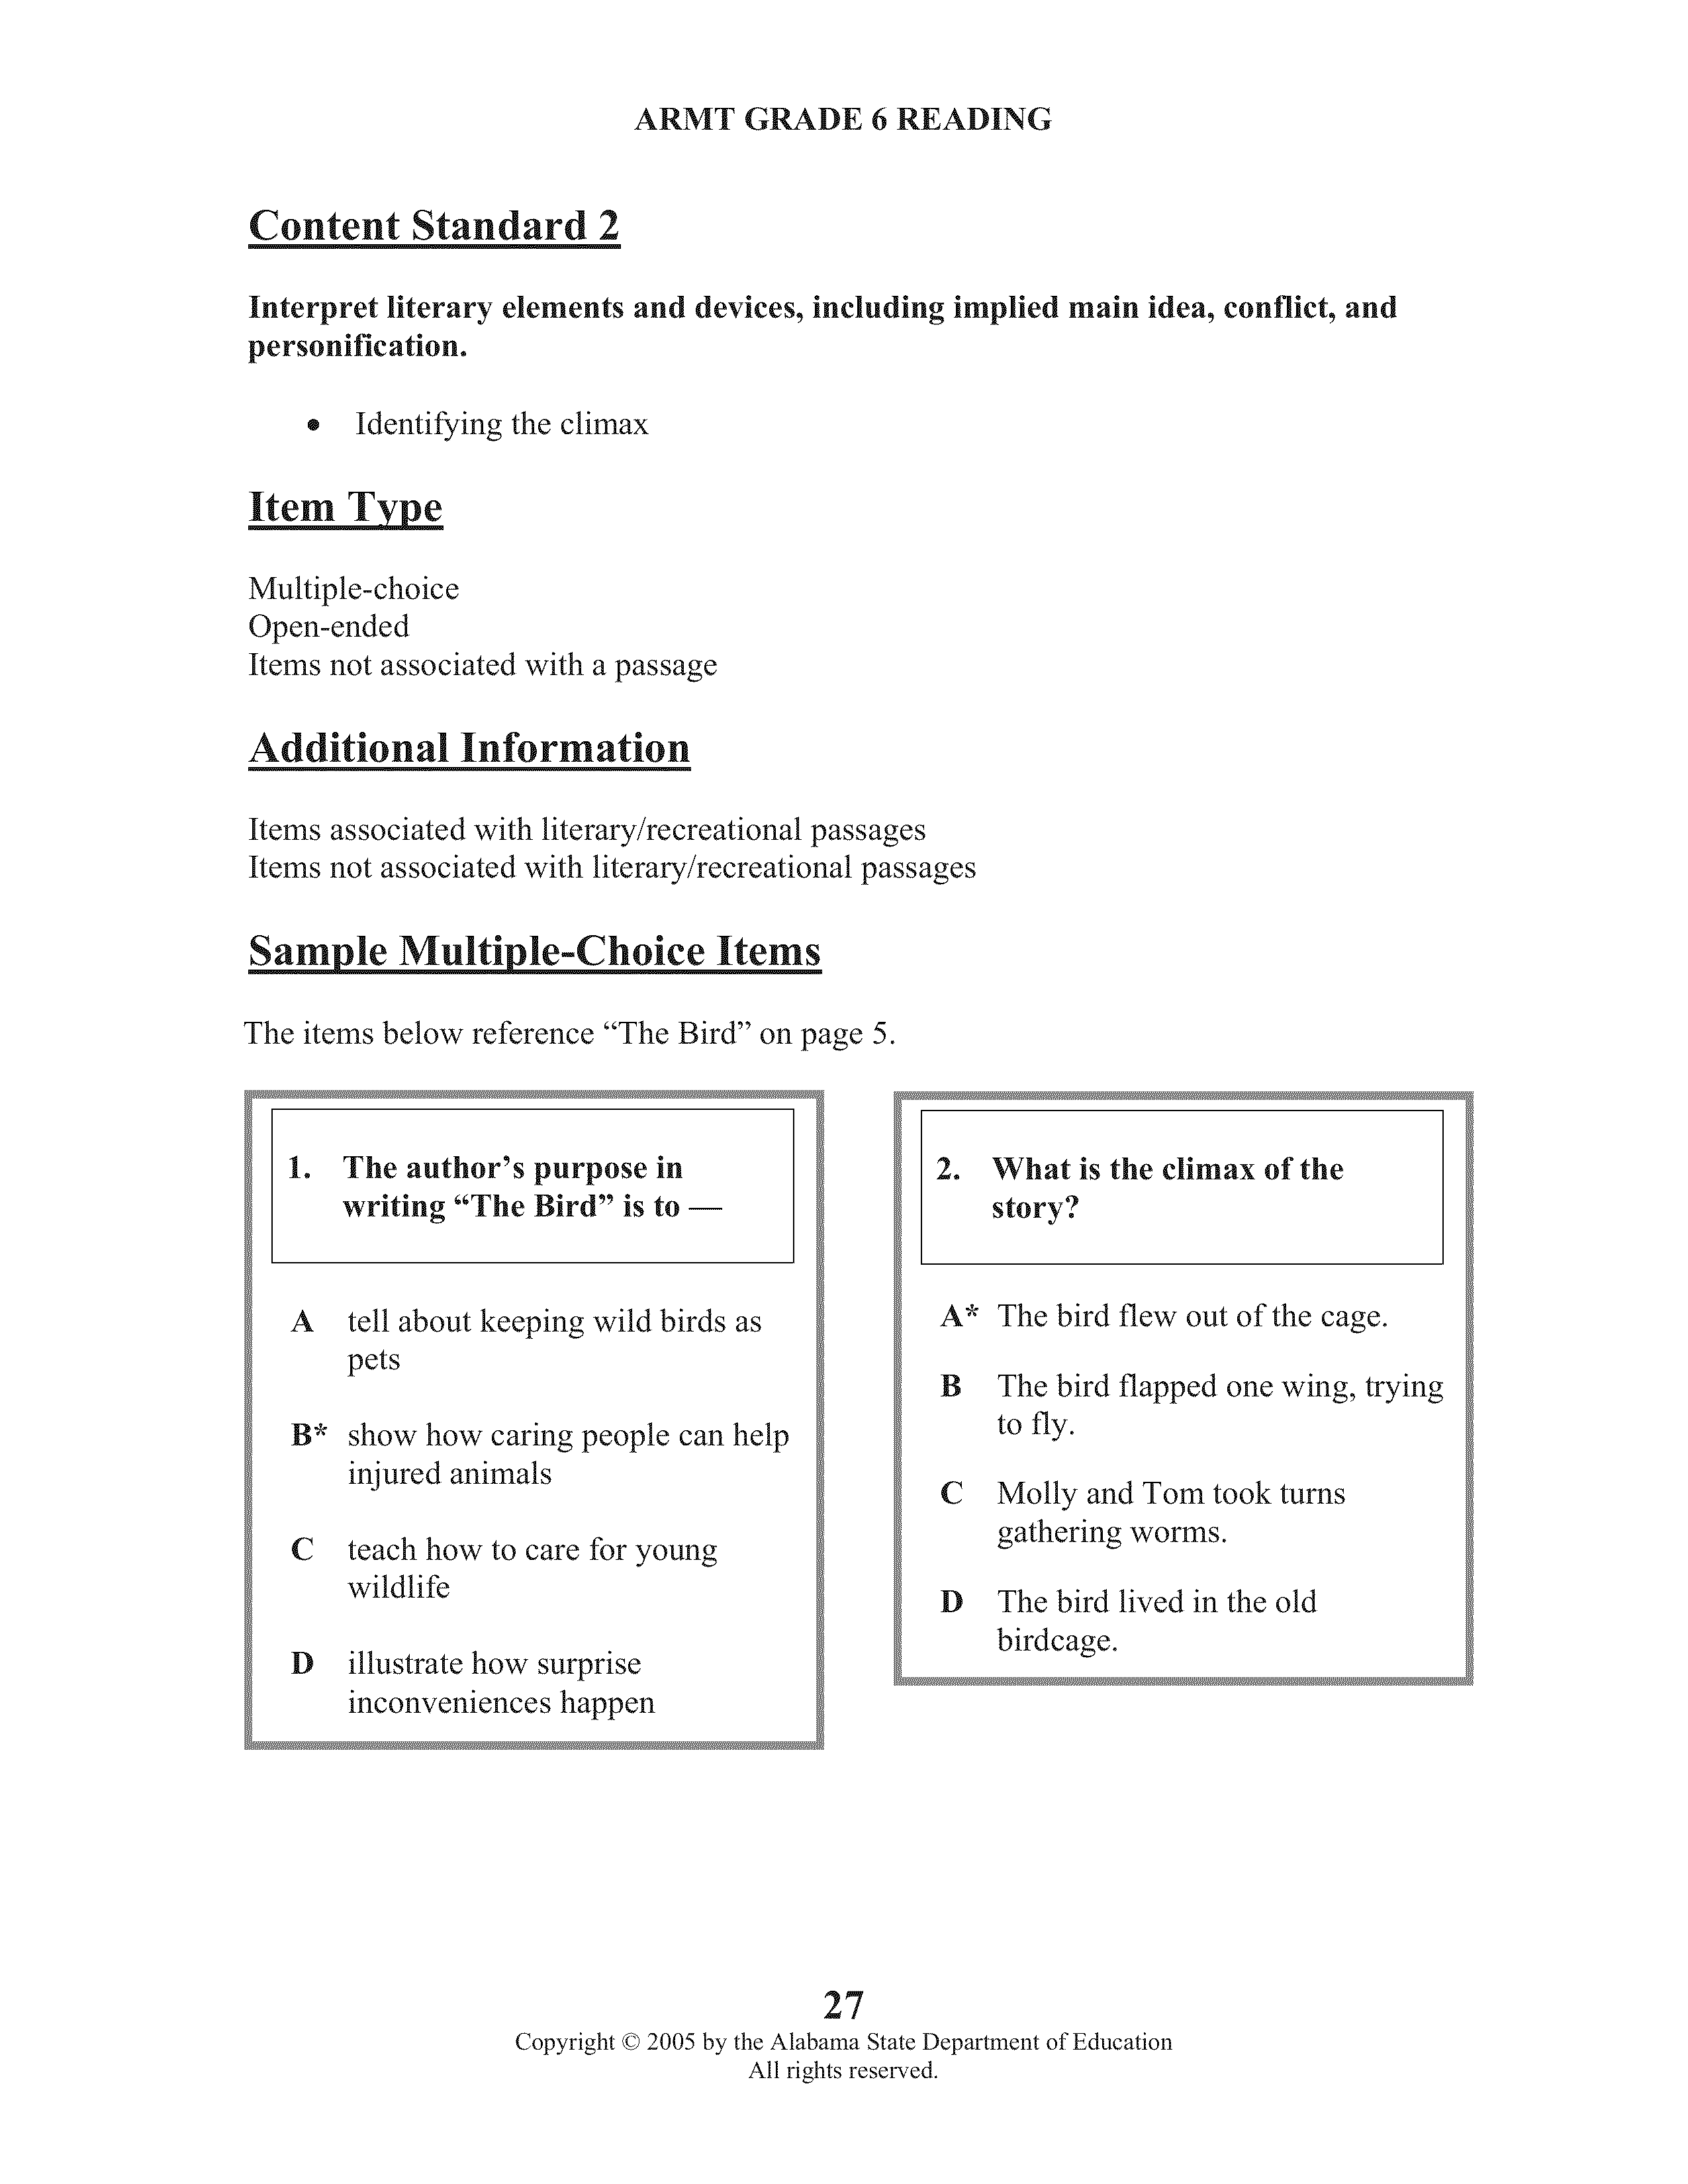 ARMT GRADE 6 READING
Content Standard 2
Interpret literary elements and devices, including implied main idea, conflict, and
personification.
• Identifying the climax
Item Type
Multiple-choice
Open-ended
Items not associated with a passage
Additional Information
Items associated with literary/recreational passages
Items not associated with literary/recreational passages
Sample Multiple-Choice Items
The items below reference “The Bird” on page 5.
1. The author’s purpose in
writing “The Bird” is to —
A tell about keeping wild birds as
pets
B* show how caring people can help
injured animals
C teach how to care for young
wildlife
D illustrate how surprise
inconveniences happen
2. What is the climax of the
story?
A* The bird flew out of the cage.
B The bird flapped one wing, trying
to fly.
C Molly and Tom took turns
gathering worms.
D The bird lived in the old
birdcage.
27
Copyright © 2005 by the Alabama State Department of Education
All rights reserved.